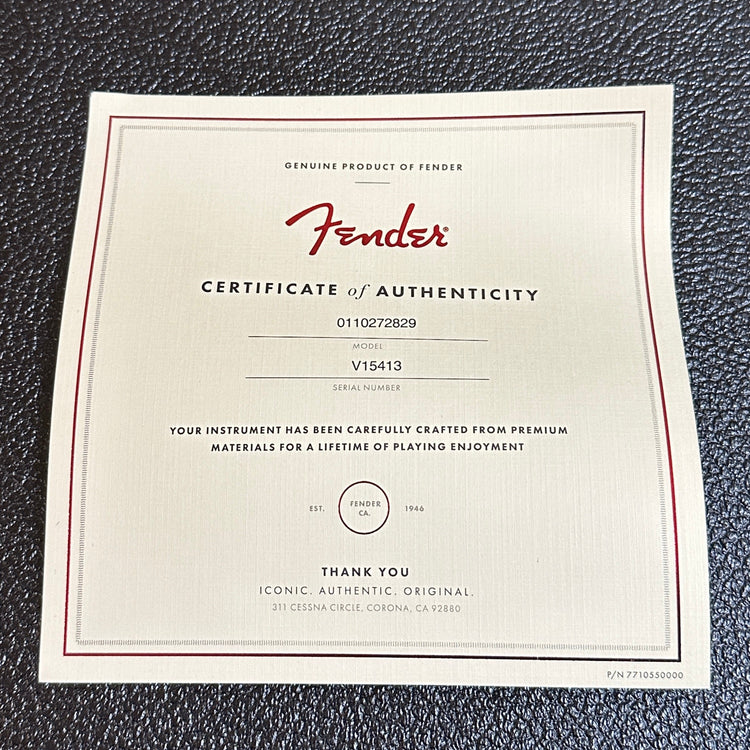 GENUINE PRODUCT OF FENDER
Fender®
CERTIFICATE of AUTHENTICITY
0110272829
MODEL
V15413
SERIAL NUMBER
YOUR INSTRUMENT HAS BEEN CAREFULLY CRAFTED FROM PREMIUM
MATERIALS FOR A LIFETIME OF PLAYING ENJOYMENT
EST. FENDER CA. 1946
THANK YOU
ICONIC. AUTHENTIC. ORIGINAL.
311 CESSNA CIRCLE, CORONA, CA 92880
P/N 7710550000